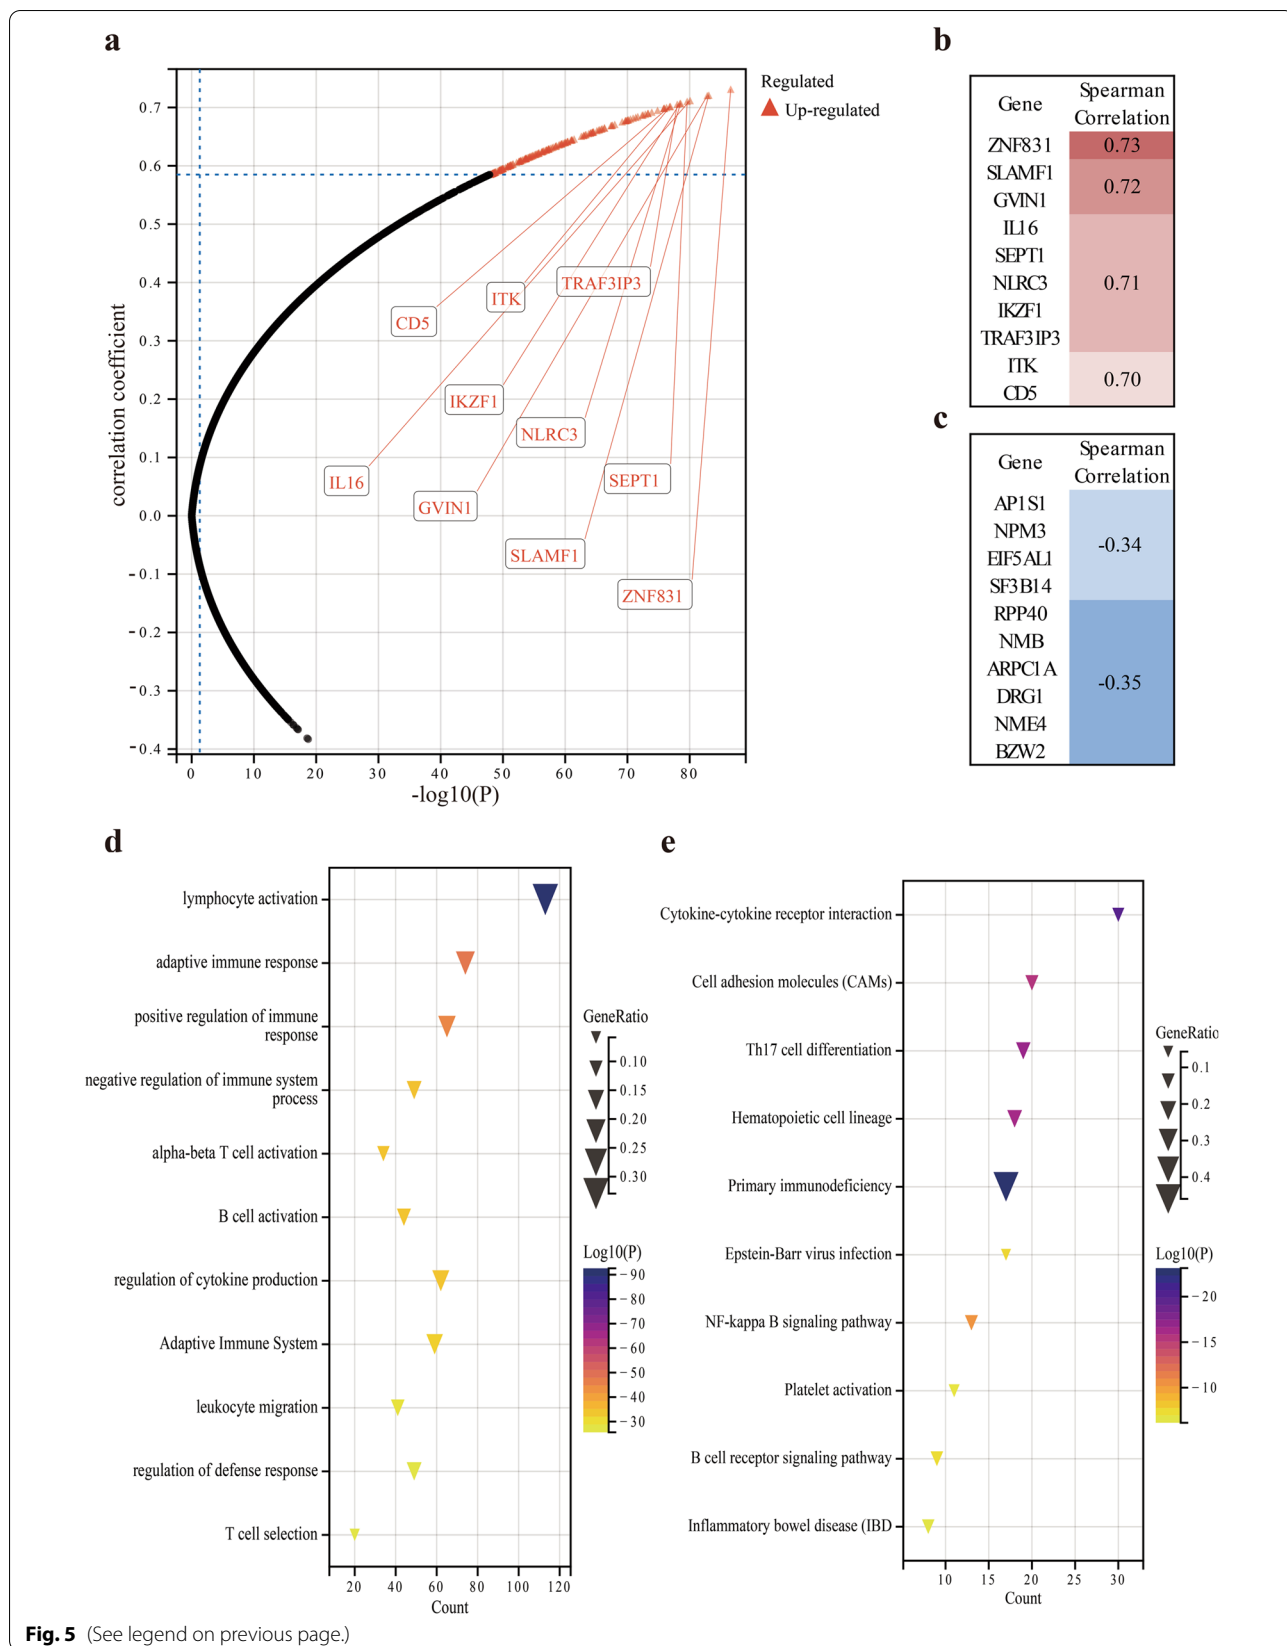 a
0.7
0.6
0.5
0.4
0.3
0.2
0.1
0.0
-0.1
-0.2
-0.3
-0.4
correlation coefficient
0 10 20 30 40 50 60 70 80
-log10(P)
Regulated
Up-regulated
TRAF3IP3
ITK
CD5
IKZF1
NLRC3
IL16
SEPT1
GVIN1
SLAMF1
ZNF831
b
Gene Spearman
Correlation
ZNF831 0.73
SLAMF1
0.72
GVIN1
IL16
SEPT1
NLRC3 0.71
IKZF1
TRAF3IP3
ITK
0.70
CD5
c
Gene Spearman
Correlation
AP1S1
NPM3
-0.34
EIF5AL1
SF3B14
RPP40
NMB
ARPC1A
-0.35
DRG1
NME4
BZW2
d
lymphocyte activation
adaptive immune response
positive regulation of immune
response
negative regulation of immune system
process
alpha-beta T cell activation
B cell activation
regulation of cytokine production
Adaptive Immune System
leukocyte migration
regulation of defense response
T cell selection
20 40 60 80 100 120
Count
GeneRatio
0.10
0.15
0.20
0.25
0.30
Log10(P)
-90
-80
-70
-60
-50
-40
-30
e
Cytokine-cytokine receptor interaction
Cell adhesion molecules (CAMs)
Th17 cell differentiation
Hematopoietic cell lineage
Primary immunodeficiency
Epstein-Barr virus infection
NF-kappa B signaling pathway
Platelet activation
B cell receptor signaling pathway
Inflammatory bowel disease (IBD
10 15 20 25 30
Count
GeneRatio
0.1
0.2
0.3
0.4
Log10(P)
-20
-15
-10
Fig. 5 (See legend on previous page.)